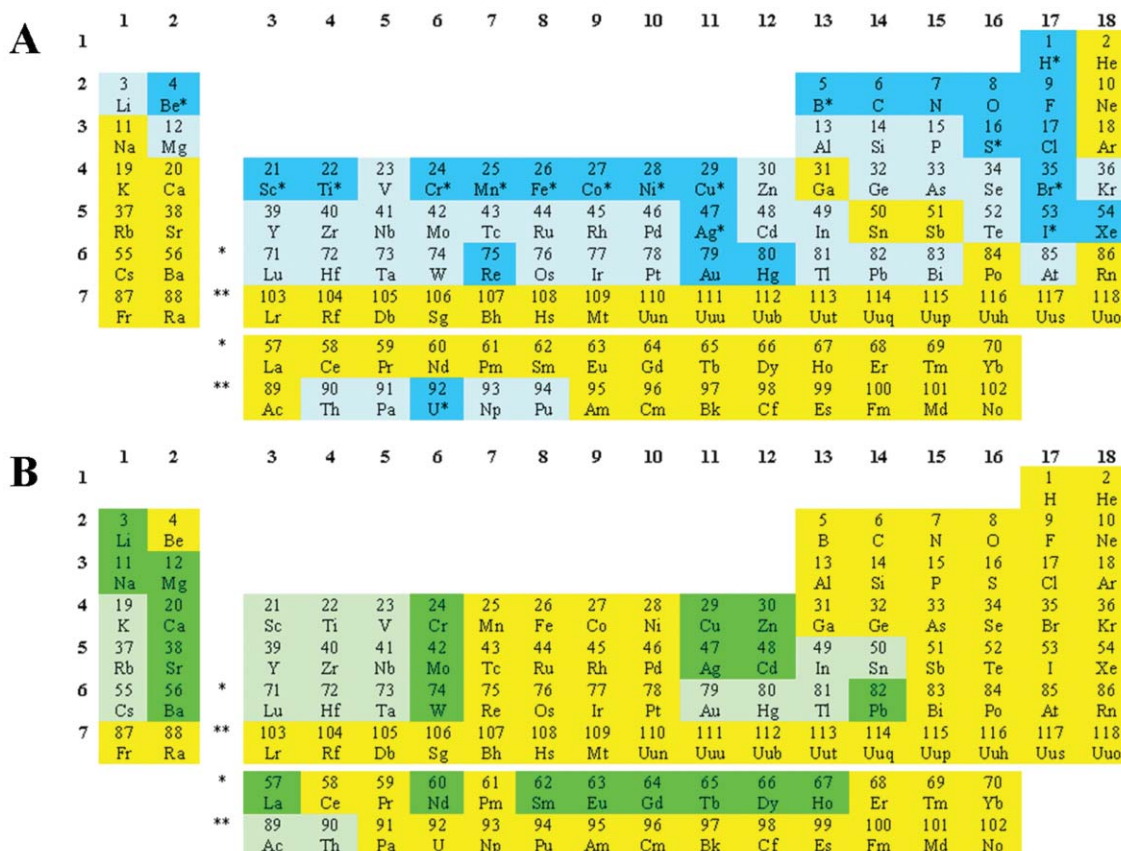 A 1 2 3 4 5 6 7 8 9 10 11 12 13 14 15 16 17 18
1 1 2
H* He
2 3 4 5 6 7 8 9 10
Li Be* B* C N O F Ne
3 11 12 13 14 15 16 17 18
Na Mg Al Si P S* Cl Ar
4 19 20 21 22 23 24 25 26 27 28 29 30 31 32 33 34 35 36
K Ca Sc* Ti* V Cr* Mn* Fe* Co* Ni* Cu* Zn Ga Ge As Se Br* Kr
5 37 38 39 40 41 42 43 44 45 46 47 48 49 50 51 52 53 54
Rb Sr Y Zr Nb Mo Tc Ru Rh Pd Ag* Cd In Sn Sb Te I* Xe
6 55 56 * 71 72 73 74 75 76 77 78 79 80 81 82 83 84 85 86
Cs Ba Lu Hf Ta W Re Os Ir Pt Au Hg Tl Pb Bi Po At Rn
7 87 88 ** 103 104 105 106 107 108 109 110 111 112 113 114 115 116 117 118
Fr Ra Lr Rf Db Sg Bh Hs Mt Uun Uuu Uub Uut Uuq Uup Uuh Uus Uuo
* 57 58 59 60 61 62 63 64 65 66 67 68 69 70
La Ce Pr Nd Pm Sm Eu Gd Tb Dy Ho Er Tm Yb
** 89 90 91 92 93 94 95 96 97 98 99 100 101 102
Ac Th Pa U* Np Pu Am Cm Bk Cf Es Fm Md No
B 1 2 3 4 5 6 7 8 9 10 11 12 13 14 15 16 17 18
1 1 2
H He
2 3 4 5 6 7 8 9 10
Li Be B C N O F Ne
3 11 12 13 14 15 16 17 18
Na Mg Al Si P S Cl Ar
4 19 20 21 22 23 24 25 26 27 28 29 30 31 32 33 34 35 36
K Ca Sc Ti V Cr Mn Fe Co Ni Cu Zn Ga Ge As Se Br Kr
5 37 38 39 40 41 42 43 44 45 46 47 48 49 50 51 52 53 54
Rb Sr Y Zr Nb Mo Tc Ru Rh Pd Ag Cd In Sn Sb Te I Xe
6 55 56 * 71 72 73 74 75 76 77 78 79 80 81 82 83 84 85 86
Cs Ba Lu Hf Ta W Re Os Ir Pt Au Hg Tl Pb Bi Po At Rn
7 87 88 ** 103 104 105 106 107 108 109 110 111 112 113 114 115 116 117 118
Fr Ra Lr Rf Db Sg Bh Hs Mt Uun Uuu Uub Uut Uuq Uup Uuh Uus Uuo
* 57 58 59 60 61 62 63 64 65 66 67 68 69 70
La Ce Pr Nd Pm Sm Eu Gd Tb Dy Ho Er Tm Yb
** 89 90 91 92 93 94 95 96 97 98 99 100 101 102
Ac Th Pa U Np Pu Am Cm Bk Cf Es Fm Md No